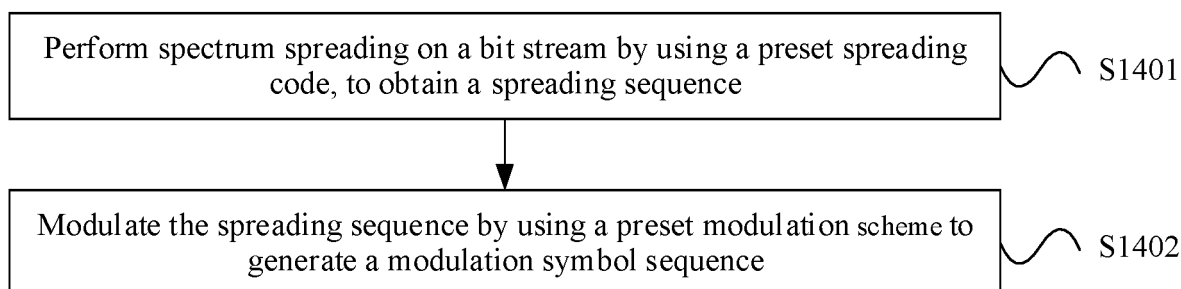 Perform spectrum spreading on a bit stream by using a preset spreading
code, to obtain a spreading sequence
S1401
Modulate the spreading sequence by using a preset modulation scheme to
generate a modulation symbol sequence
S1402